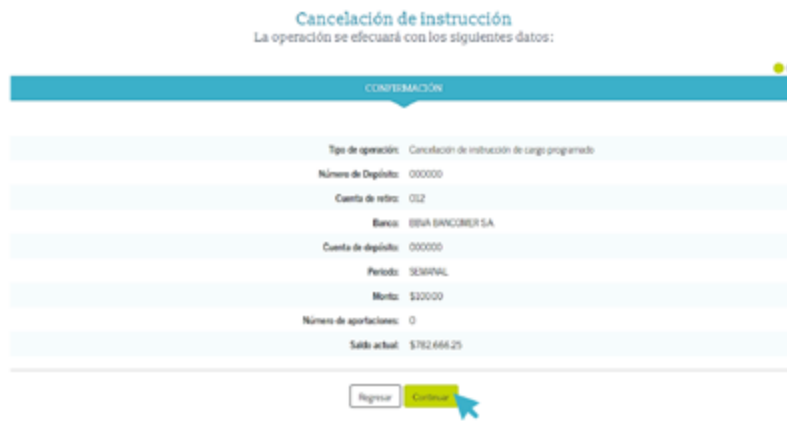 Cancelación de instrucción
La operación se efecuará con los siguientes datos:
CONFIRMACIÓN
Tipo de operación: Cancelación de instrucción de cargo programado
Número de Depósito: 000000
Cuenta de retiro: 012
Banco: BBVA BANCOMER S.A.
Cuenta de depósito: 000000
Periodo: SEMANAL
Monto: $100.00
Número de aportaciones: 0
Saldo actual: $782,666.25
Regresar Continuar